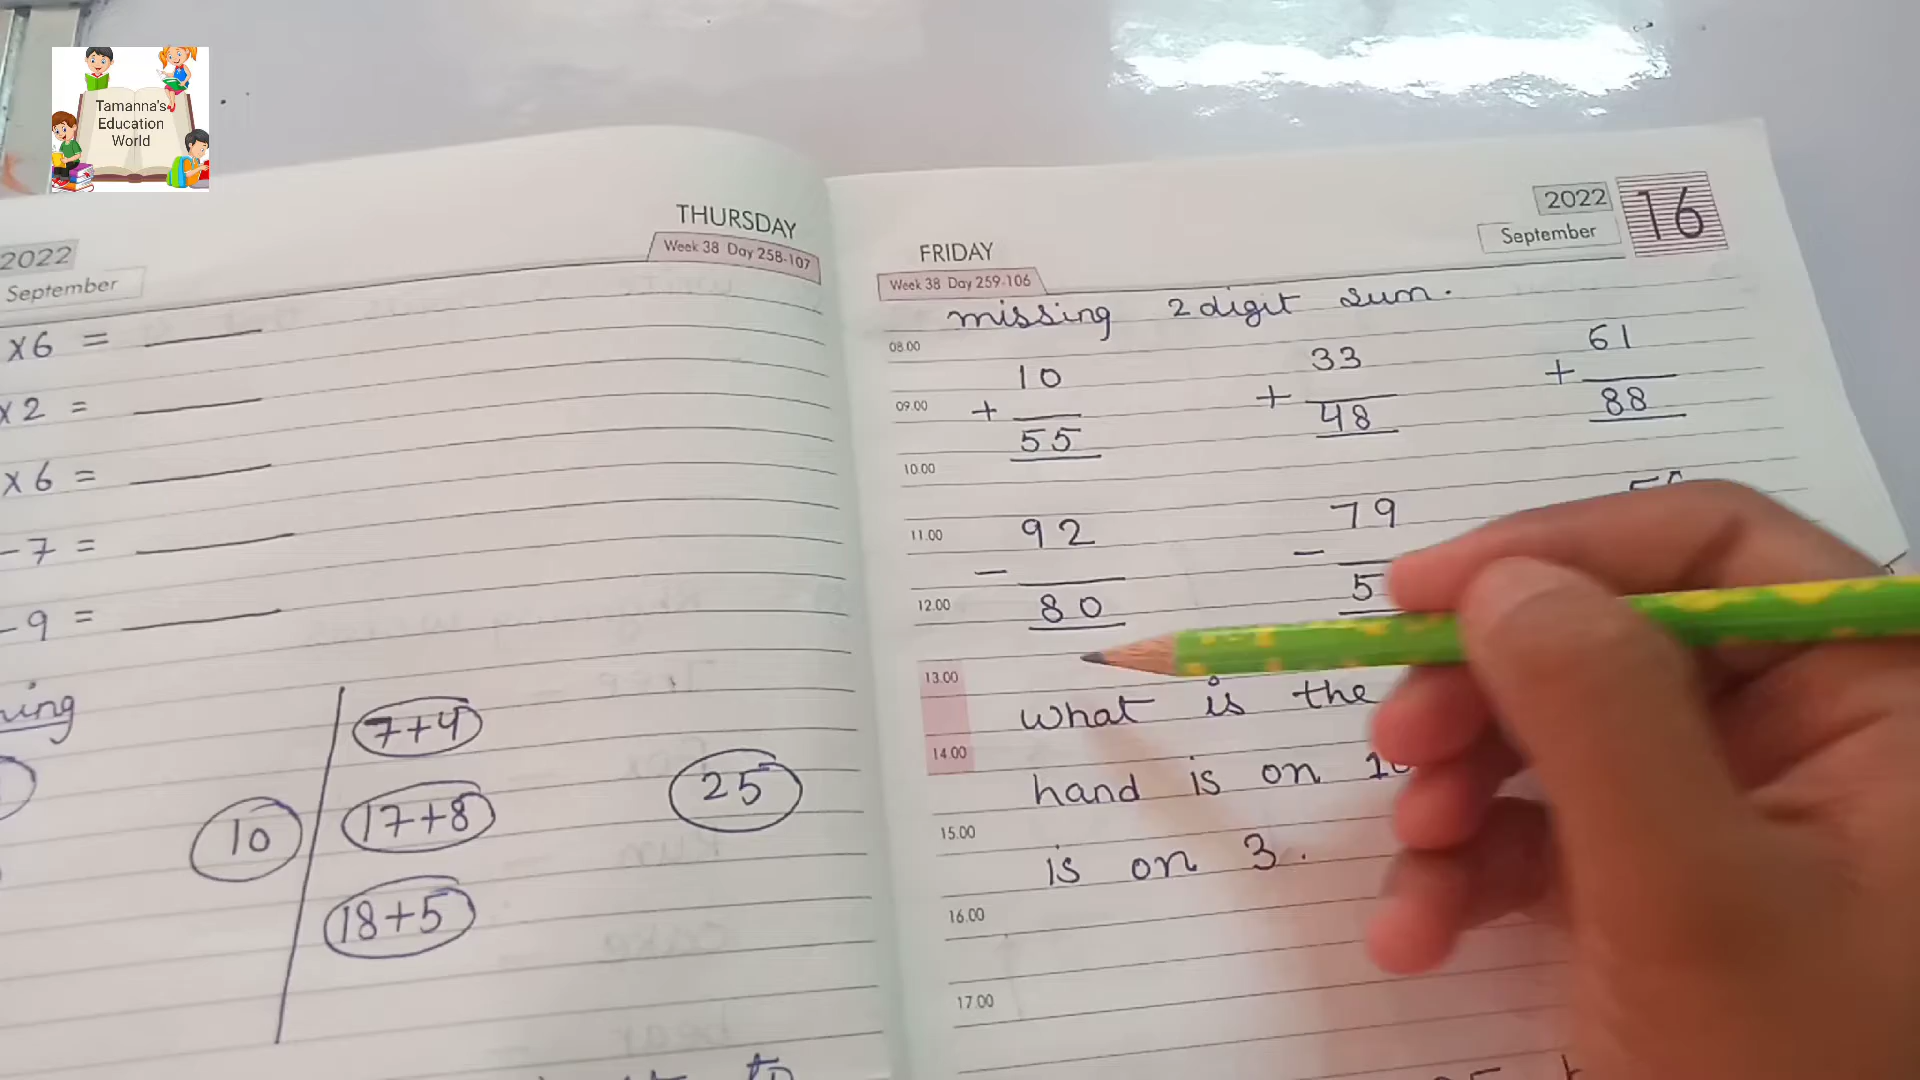 Tamanna's
Education
World
2022
September
THURSDAY
Week 38 Day 258-107
x6 =
x2 =
x6 =
-7 =
-9 =
10
7+4
17+8
18+5
25
FRIDAY
Week 38 Day 259-106
2022
September
16
missing 2 digit sum.
08.00
10
+
55
33
+
48
61
+
88
09.00
10.00
11.00
92
-
80
79
-
5
12.00
13.00
what is the
14.00
hand is on
15.00
is on 3.
16.00
17.00